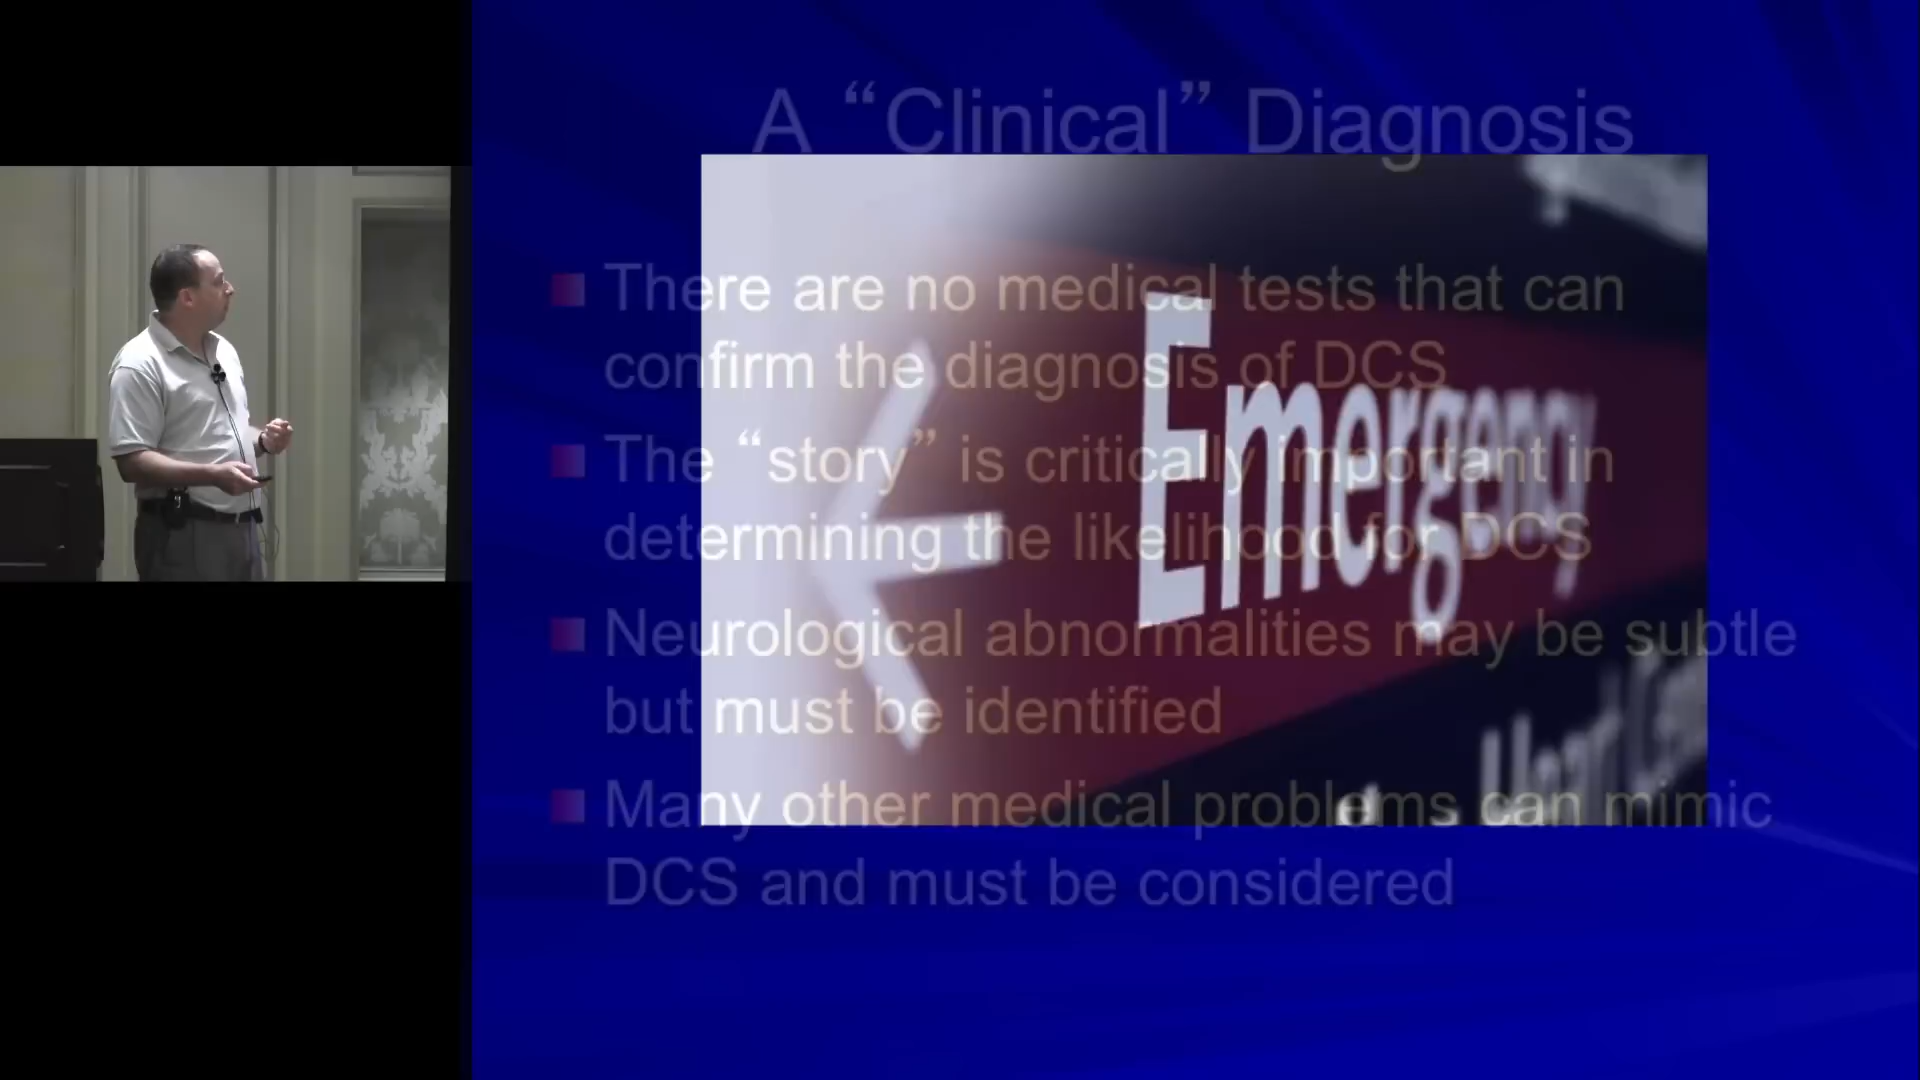 A “Clinical” Diagnosis
There are no medical tests that can
confirm the diagnosis of DCS
The “story” is critically important in
determining the likelihood for DCS
Neurological abnormalities may be subtle
but must be identified
Many other medical problems can mimic
DCS and must be considered
Emergency